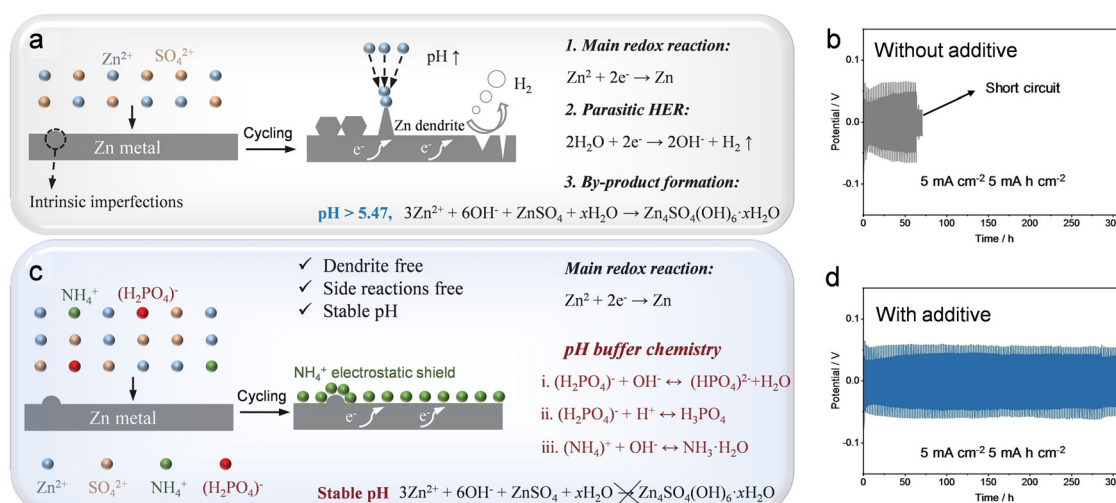 a
Zn²⁺ SO₄²⁺
Zn metal
Intrinsic imperfections
Cycling
pH ↑
H₂
Zn dendrite
e⁻ e⁻
1. Main redox reaction:
Zn² + 2e⁻ → Zn
2. Parasitic HER:
2H₂O + 2e⁻ → 2OH⁻ + H₂ ↑
3. By-product formation:
pH > 5.47, 3Zn²⁺ + 6OH⁻ + ZnSO₄ + xH₂O → Zn₄SO₄(OH)₆·xH₂O
b
Without additive
Short circuit
5 mA cm⁻² 5 mA h cm⁻²
Potential / V
0.1
0.0
-0.1
0 50 100 150 200 250 300
Time / h
c
NH₄⁺ (H₂PO₄)⁻
Zn metal
Zn²⁺ SO₄²⁺ NH₄⁺ (H₂PO₄)⁻
✓ Dendrite free
✓ Side reactions free
✓ Stable pH
Cycling
NH₄⁺ electrostatic shield
e⁻ e⁻
Main redox reaction:
Zn² + 2e⁻ → Zn
pH buffer chemistry
i. (H₂PO₄)⁻ + OH⁻ ↔ (HPO₄)²⁻+H₂O
ii. (H₂PO₄)⁻ + H⁺ ↔ H₃PO₄
iii. (NH₄)⁺ + OH⁻ ↔ NH₃·H₂O
Stable pH 3Zn²⁺ + 6OH⁻ + ZnSO₄ + xH₂O → Zn₄SO₄(OH)₆·xH₂O
d
With additive
5 mA cm⁻² 5 mA h cm⁻²
Potential / V
0.1
0.0
-0.1
0 50 100 150 200 250 300
Time / h